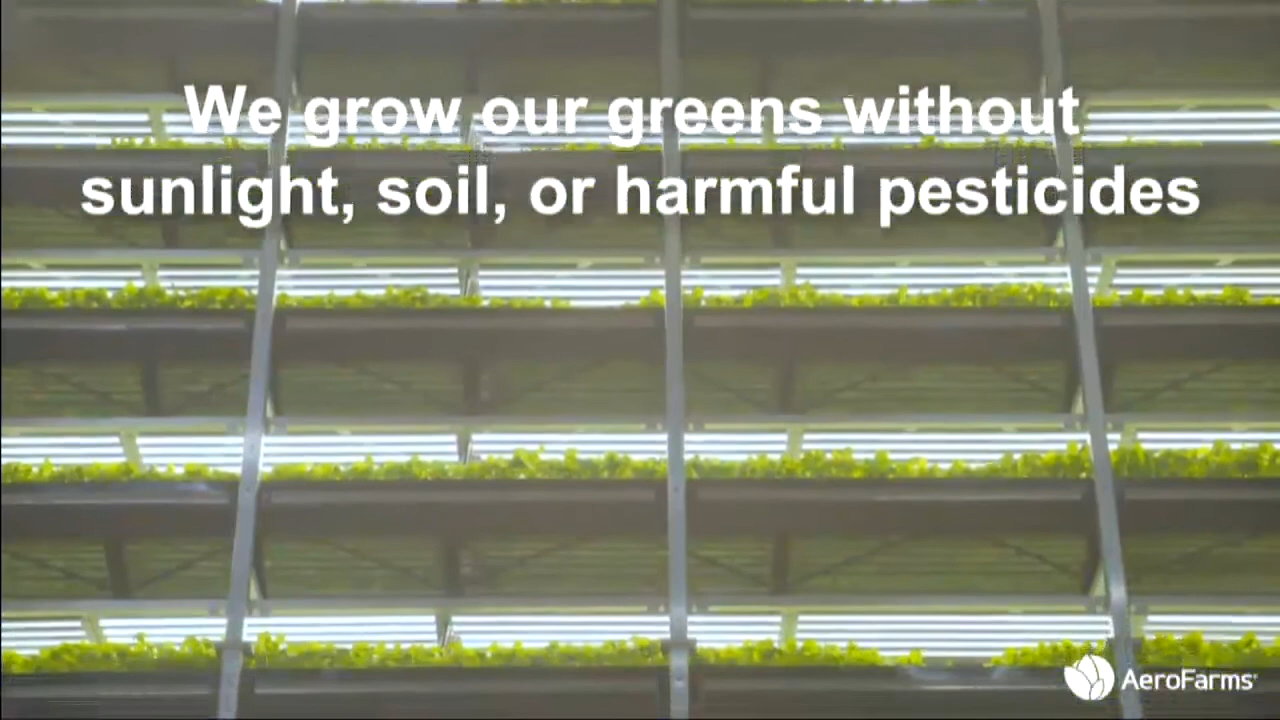 We grow our greens without
sunlight, soil, or harmful pesticides
AeroFarms